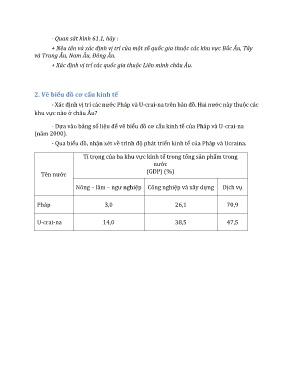 - Quan sát hình 61.1, hãy :
+ Nêu tên và xác định vị trí của một số quốc gia thuộc các khu vực Bắc Âu, Tây
và Trung Âu, Nam Âu, Đông Âu.
+ Xác định vị trí các quốc gia thuộc Liên minh châu Âu.
2. Vẽ biểu đồ cơ cấu kinh tế
- Xác định vị trí các nước Pháp và U-crai-na trên bản đồ. Hai nước này thuộc các
khu vực nào ở châu Âu?
- Dựa vào bảng số liệu để vẽ biểu đồ cơ cấu kinh tế của Pháp và U-crai-na
(năm 2000).
- Qua biểu đồ, nhận xét về trình độ phát triển kinh tế của Pháp và Ucraina.
Tên nước
Tỉ trọng của ba khu vực kinh tế trong tổng sản phẩm trong
nước
(GDP) (%)
Nông – lâm – ngư nghiệp Công nghiệp và xây dựng Dịch vụ
Pháp 3,0 26,1 70,9
U-crai-na 14,0 38,5 47,5